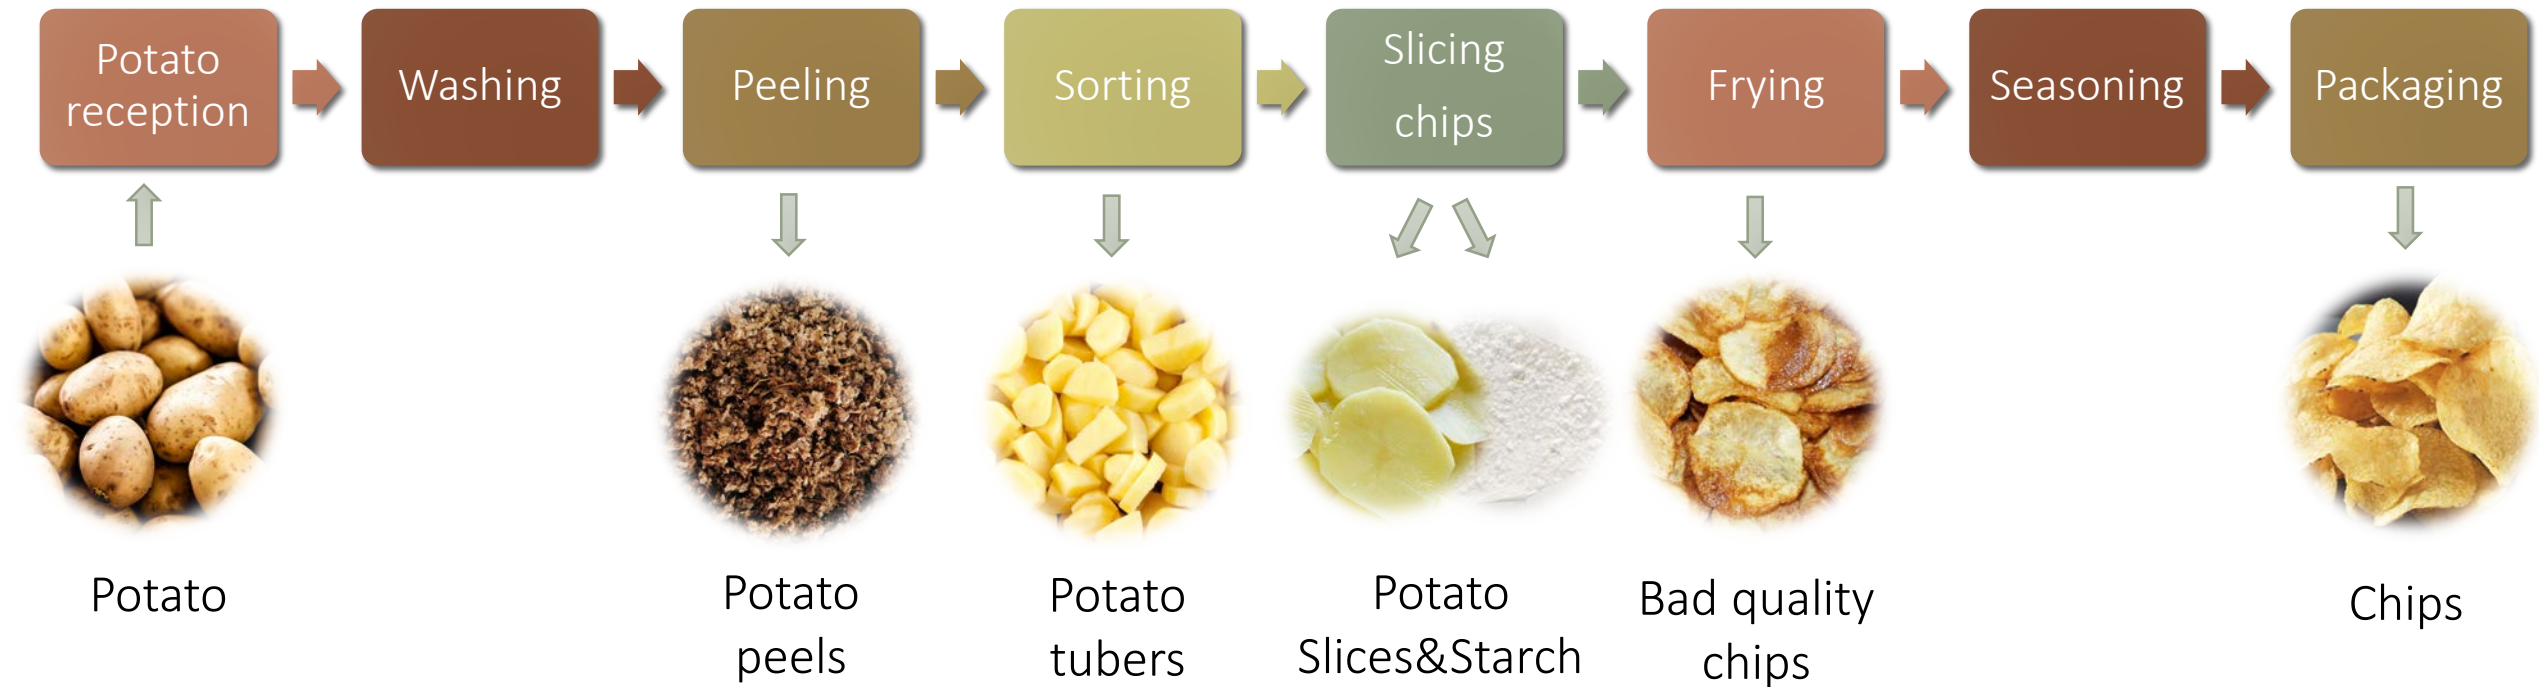 Potato
reception
Washing
Peeling
Sorting
Slicing
chips
Frying
Seasoning
Packaging
Potato
Potato
peels
Potato
tubers
Potato
Slices&Starch
Bad quality
chips
Chips